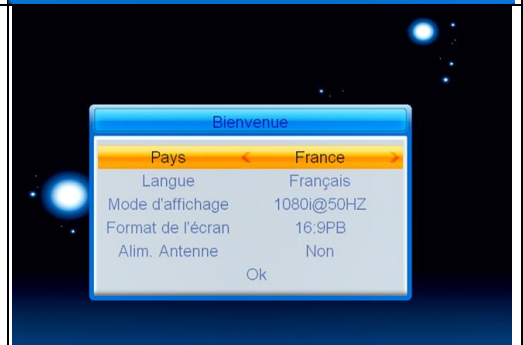 Bienvenue
Pays < France >
Langue Français
Mode d'affichage 1080i@50HZ
Format de l'écran 16:9PB
Alim. Antenne Non
Ok